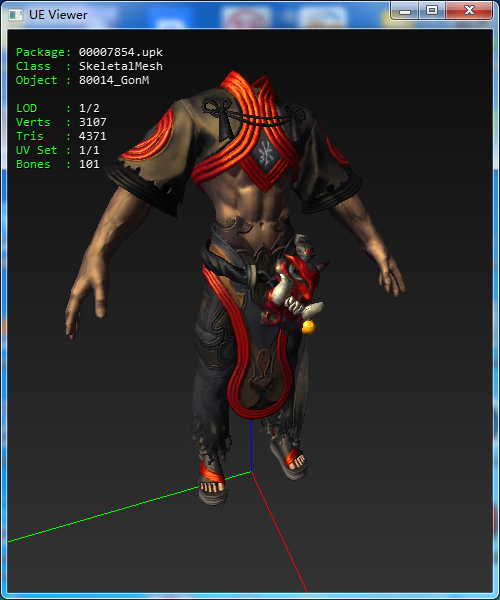 UE Viewer
Package: 00007854.upk
Class  : SkeletalMesh
Object : 80014_GonM
LOD    : 1/2
Verts  : 3107
Tris   : 4371
UV Set : 1/1
Bones  : 101